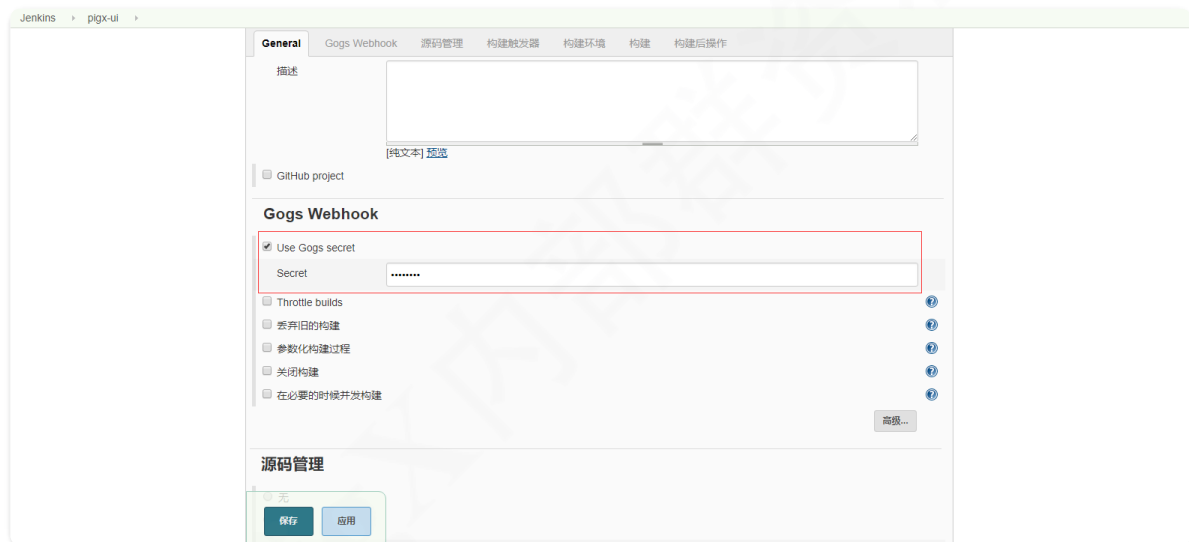 Jenkins
pigx-ui
General Gogs Webhook 源码管理 构建触发器 构建环境 构建 构建后操作
描述
[纯文本] 预览
GitHub project
Gogs Webhook
Use Gogs secret
Secret ••••••••
Throttle builds
丢弃旧的构建
参数化构建过程
关闭构建
在必要的时候并发构建
高级...
源码管理
无
保存 应用